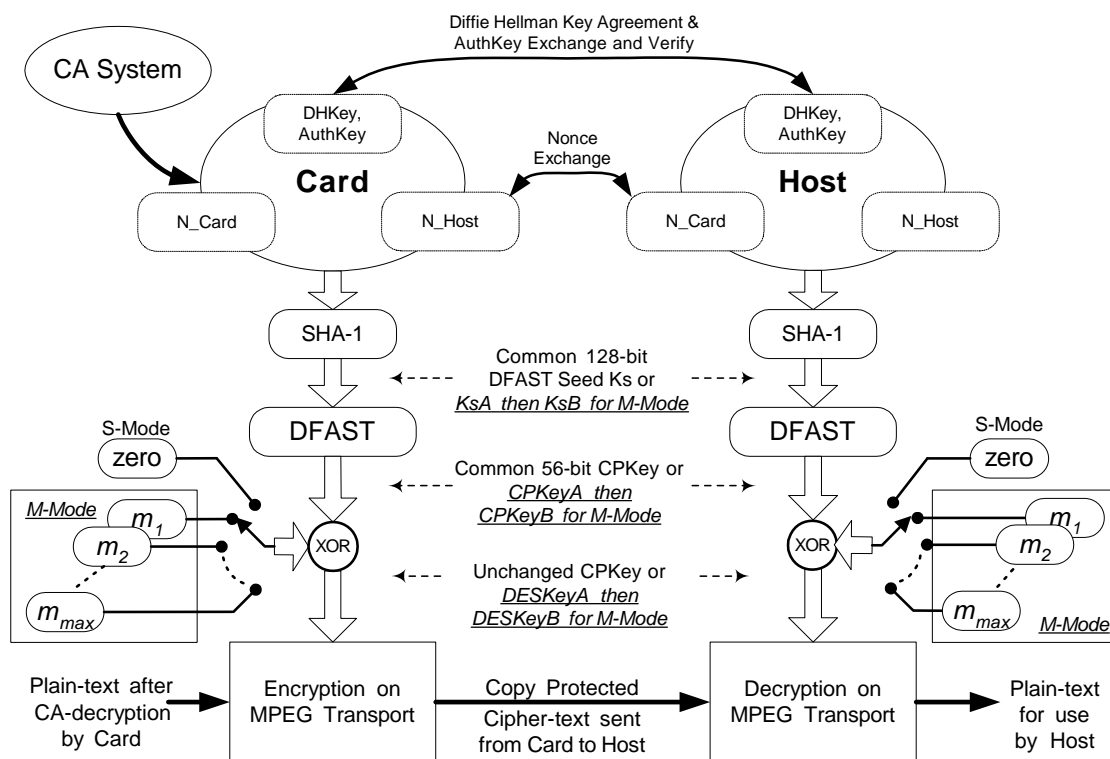 Diffie Hellman Key Agreement &
AuthKey Exchange and Verify
CA System
DHKey,
AuthKey
DHKey,
AuthKey
Nonce
Exchange
Card
Host
N_Card
N_Host
N_Card
N_Host
SHA-1
SHA-1
Common 128-bit
DFAST Seed Ks or
KsA then KsB for M-Mode
DFAST
DFAST
S-Mode
zero
S-Mode
zero
Common 56-bit CPKey or
CPKeyA then
CPKeyB for M-Mode
M-Mode
m1
m2
mmax
XOR
XOR
m1
m2
mmax
M-Mode
Unchanged CPKey or
DESKeyA then
DESKeyB for M-Mode
Plain-text after
CA-decryption
by Card
Encryption on
MPEG Transport
Copy Protected
Cipher-text sent
from Card to Host
Decryption on
MPEG Transport
Plain-text
for use
by Host